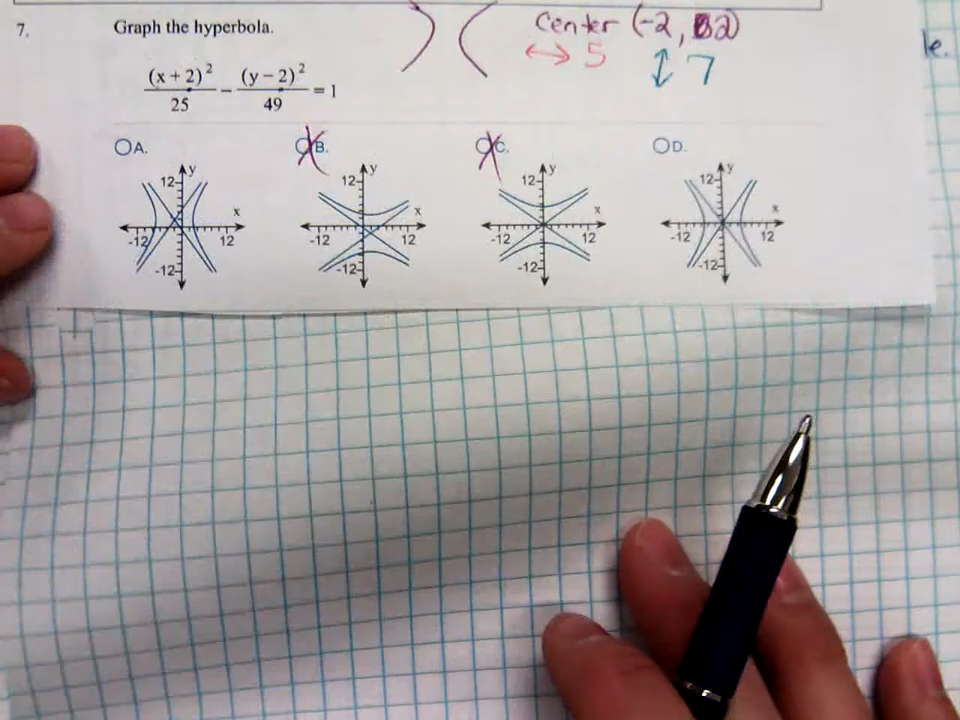 7. Graph the hyperbola.
(x + 2)² / 25 − (y − 2)² / 49 = 1
Center (-2, 2)
↔ 5 ↕ 7
le.
A. B. C. D.
y y y y
12 12 12 12
x x x x
-12 12 -12 12 -12 12 -12 12
-12 -12 -12 -12